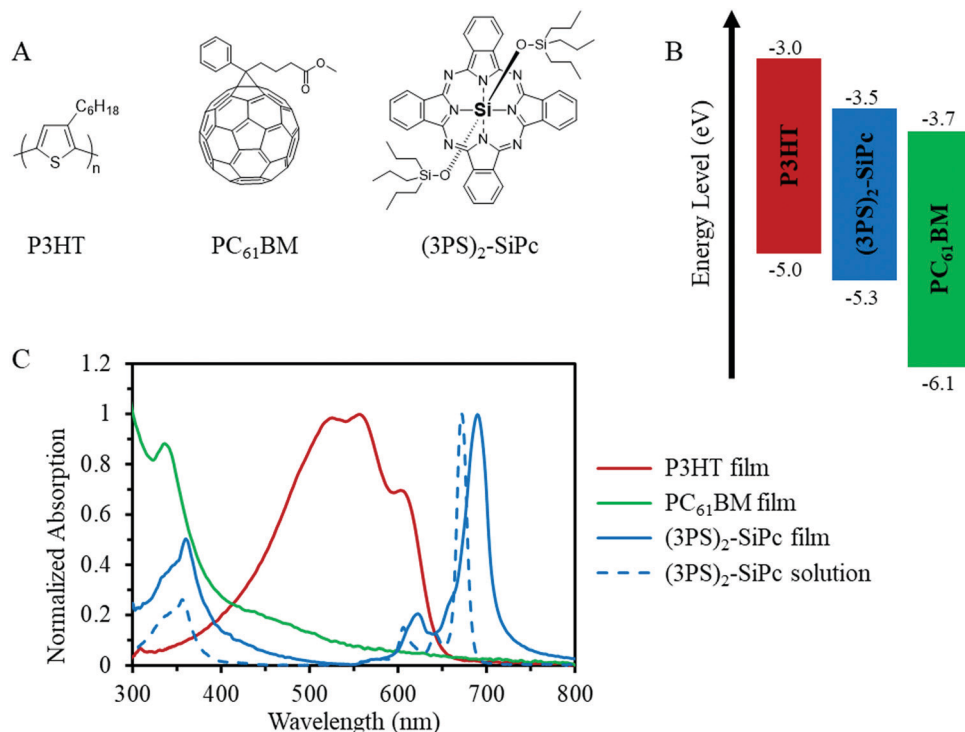 A
B
C₆H₁₈
S
n
P3HT
O
O
PC₆₁BM
O–Si
N
N
N
N
Si
N
N
N
N
Si–O
(3PS)₂-SiPc
Energy Level (eV)
-3.0
P3HT
-5.0
-3.5
(3PS)₂-SiPc
-5.3
-3.7
PC₆₁BM
-6.1
C
Normalized Absorption
1.2
1
0.8
0.6
0.4
0.2
0
300 400 500 600 700 800
Wavelength (nm)
P3HT film
PC₆₁BM film
(3PS)₂-SiPc film
(3PS)₂-SiPc solution